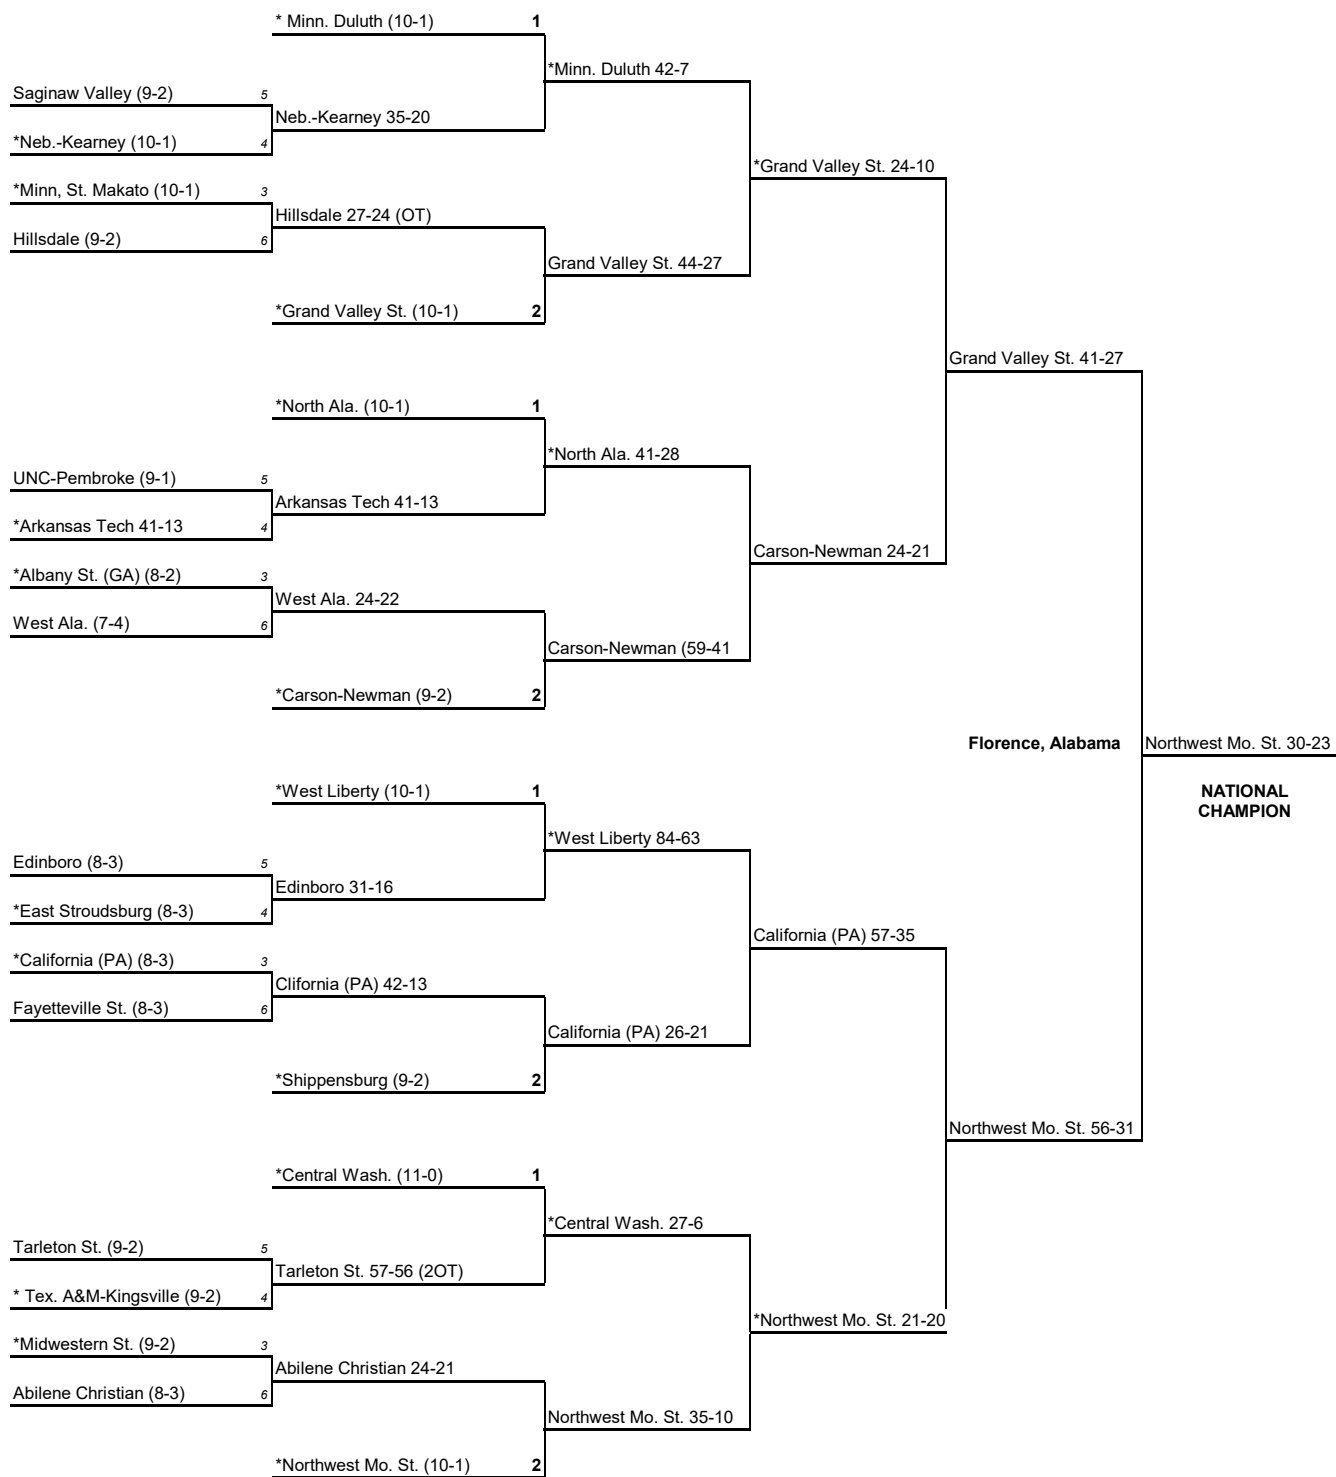 * Minn. Duluth (10-1) 1
*Minn. Duluth 42-7
Saginaw Valley (9-2) 5
Neb.-Kearney 35-20
*Neb.-Kearney (10-1) 4
*Grand Valley St. 24-10
*Minn, St. Makato (10-1) 3
Hillsdale 27-24 (OT)
Hillsdale (9-2) 6
Grand Valley St. 44-27
*Grand Valley St. (10-1) 2
Grand Valley St. 41-27
*North Ala. (10-1) 1
*North Ala. 41-28
UNC-Pembroke (9-1) 5
Arkansas Tech 41-13
*Arkansas Tech 41-13 4
Carson-Newman 24-21
*Albany St. (GA) (8-2) 3
West Ala. 24-22
West Ala. (7-4) 6
Carson-Newman (59-41
*Carson-Newman (9-2) 2
Florence, Alabama Northwest Mo. St. 30-23
*West Liberty (10-1) 1
NATIONAL
CHAMPION
*West Liberty 84-63
Edinboro (8-3) 5
Edinboro 31-16
*East Stroudsburg (8-3) 4
California (PA) 57-35
*California (PA) (8-3) 3
Clifornia (PA) 42-13
Fayetteville St. (8-3) 6
California (PA) 26-21
*Shippensburg (9-2) 2
Northwest Mo. St. 56-31
*Central Wash. (11-0) 1
*Central Wash. 27-6
Tarleton St. (9-2) 5
Tarleton St. 57-56 (2OT)
* Tex. A&M-Kingsville (9-2) 4
*Northwest Mo. St. 21-20
*Midwestern St. (9-2) 3
Abilene Christian 24-21
Abilene Christian (8-3) 6
Northwest Mo. St. 35-10
*Northwest Mo. St. (10-1) 2